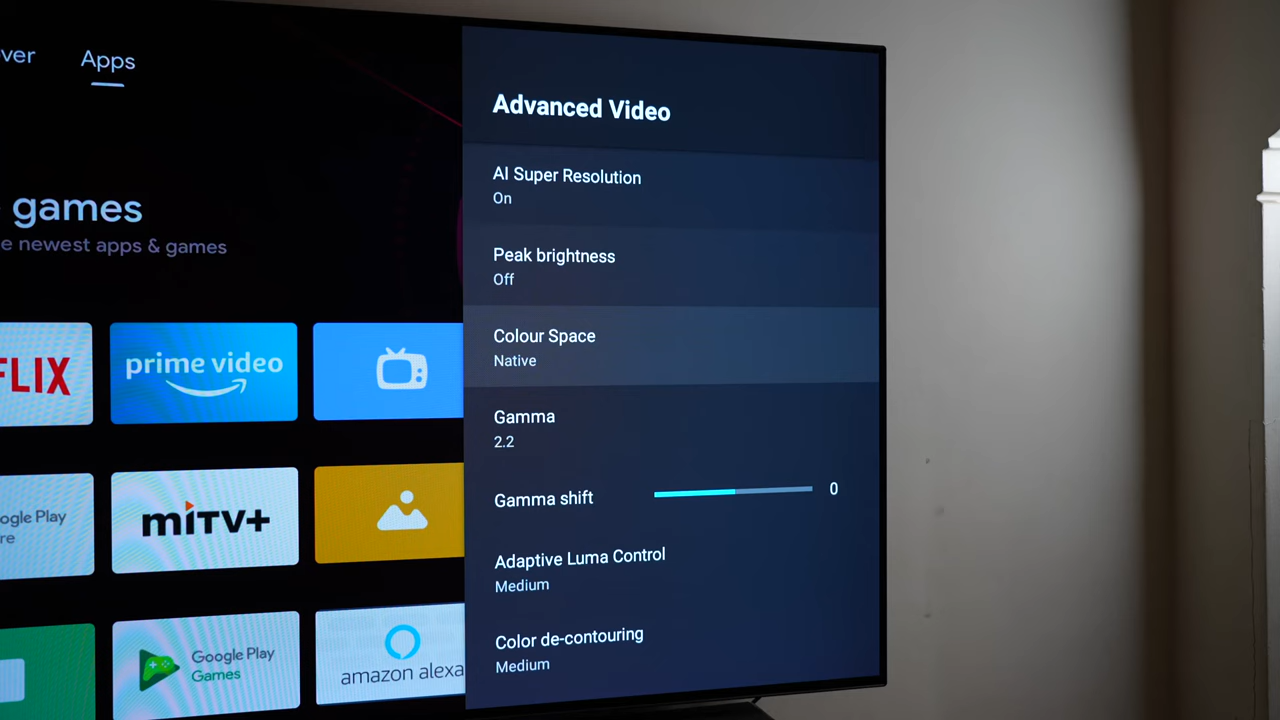 ver
Apps
games
e newest apps & games
FLIX
prime video
miTV+
ogle Play
re
Google Play
Games
amazon alexa
Advanced Video
AI Super Resolution
On
Peak brightness
Off
Colour Space
Native
Gamma
2.2
Gamma shift
0
Adaptive Luma Control
Medium
Color de-contouring
Medium